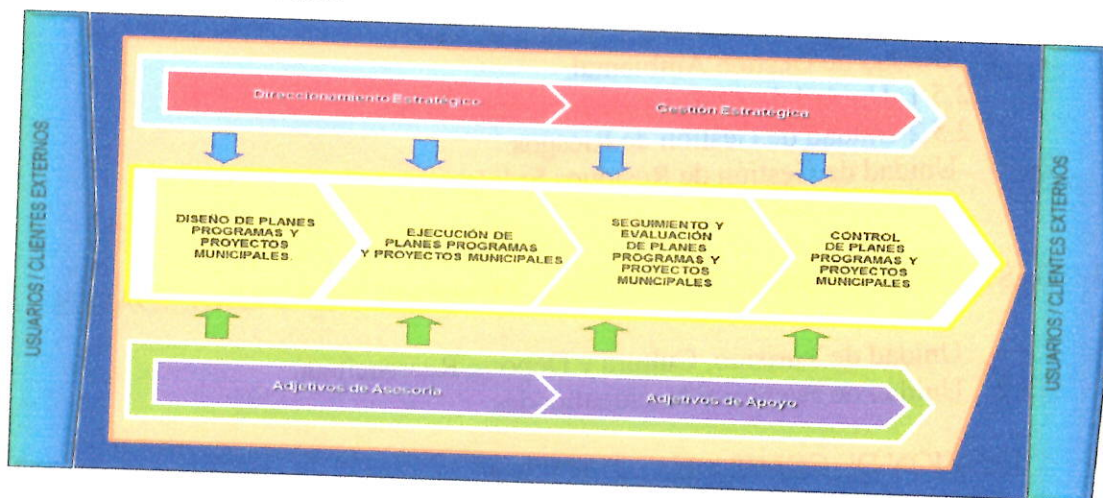 USUARIOS / CLIENTES EXTERNOS
Direccionamiento Estratégico
Gestión Estratégica
DISEÑO DE PLANES
PROGRAMAS Y
PROYECTOS
MUNICIPALES.
EJECUCIÓN DE
PLANES PROGRAMAS
Y PROYECTOS MUNICIPALES
SEGUIMIENTO Y
EVALUACIÓN
DE PLANES
PROGRAMAS Y
PROYECTOS
MUNICIPALES
CONTROL
DE PLANES
PROGRAMAS Y
PROYECTOS
MUNICIPALES
Adjetivos de Asesoría
Adjetivos de Apoyo
USUARIOS / CLIENTES EXTERNOS